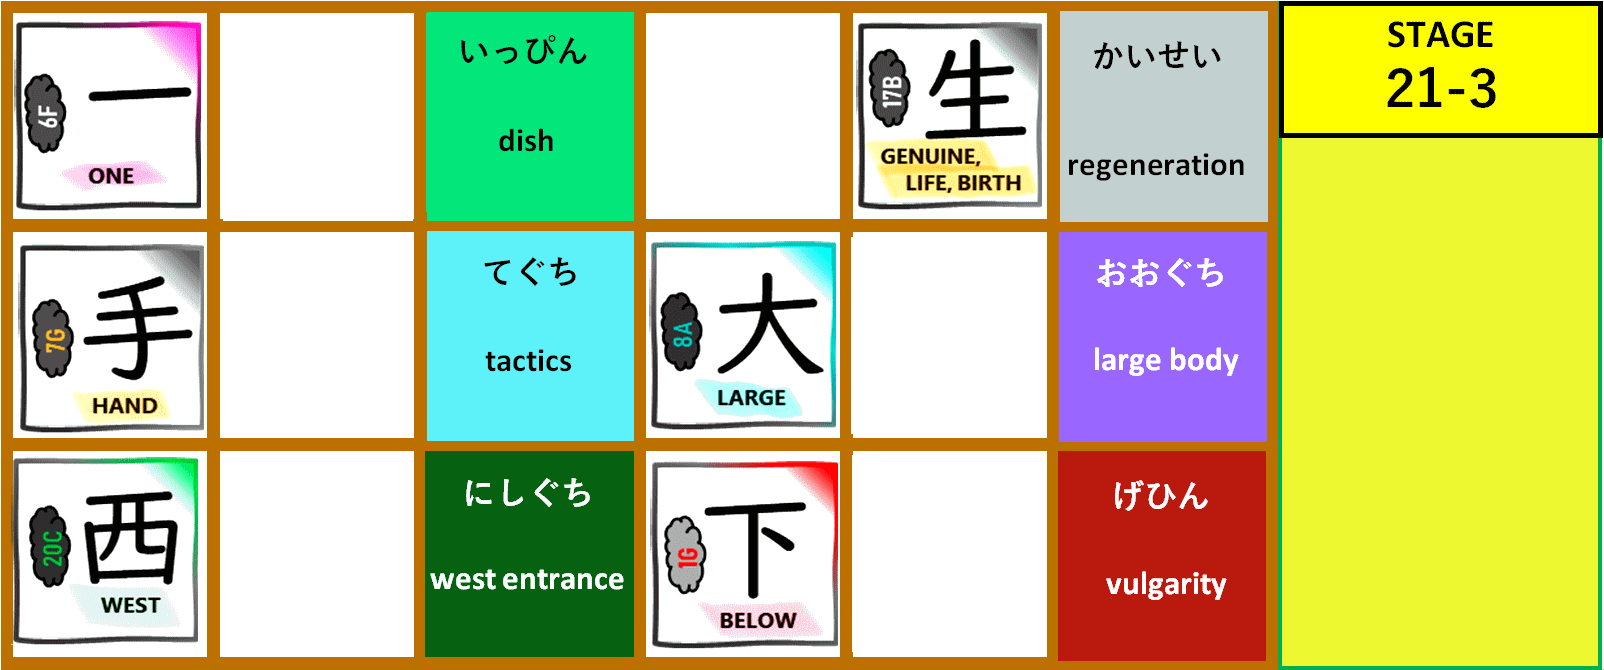 一
6F
ONE
いっぴん
dish
生
17B
GENUINE,
LIFE, BIRTH
かいせい
regeneration
STAGE
21-3
手
7G
HAND
てぐち
tactics
大
8A
LARGE
おおぐち
large body
西
20C
WEST
にしぐち
west entrance
下
1G
BELOW
げひん
vulgarity